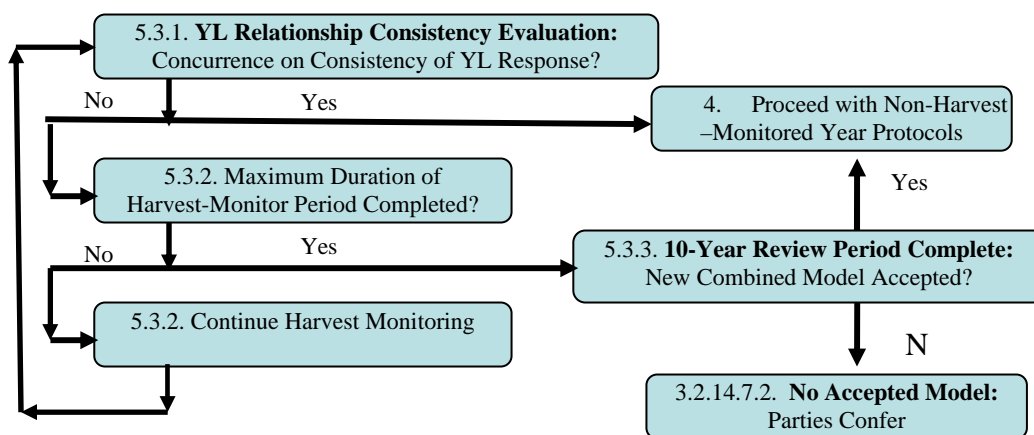 5.3.1. YL Relationship Consistency Evaluation:
Concurrence on Consistency of YL Response?
No
Yes
4. Proceed with Non-Harvest
–Monitored Year Protocols
5.3.2. Maximum Duration of
Harvest-Monitor Period Completed?
Yes
No
Yes
5.3.3. 10-Year Review Period Complete:
New Combined Model Accepted?
5.3.2. Continue Harvest Monitoring
N
3.2.14.7.2. No Accepted Model:
Parties Confer